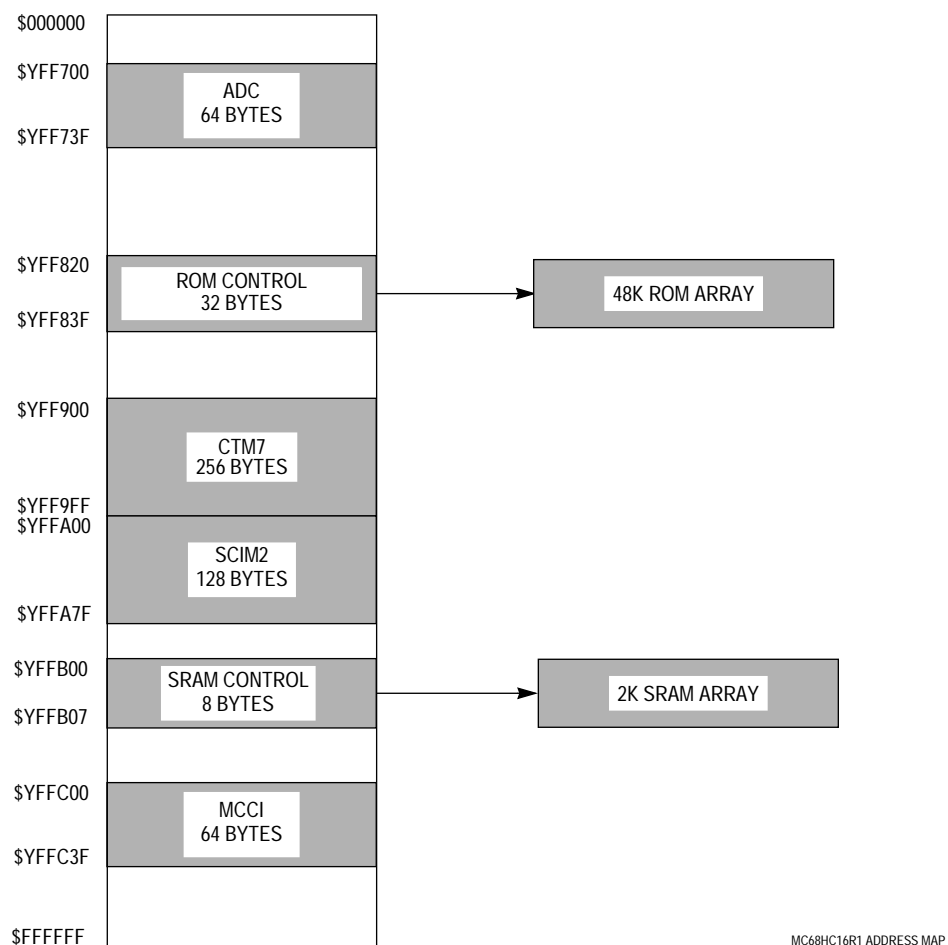 $000000
$YFF700
ADC
64 BYTES
$YFF73F
$YFF820
ROM CONTROL
32 BYTES
48K ROM ARRAY
$YFF83F
$YFF900
CTM7
256 BYTES
$YFF9FF
$YFFA00
SCIM2
128 BYTES
$YFFA7F
$YFFB00
SRAM CONTROL
8 BYTES
2K SRAM ARRAY
$YFFB07
$YFFC00
MCCI
64 BYTES
$YFFC3F
$FFFFFF
MC68HC16R1 ADDRESS MAP